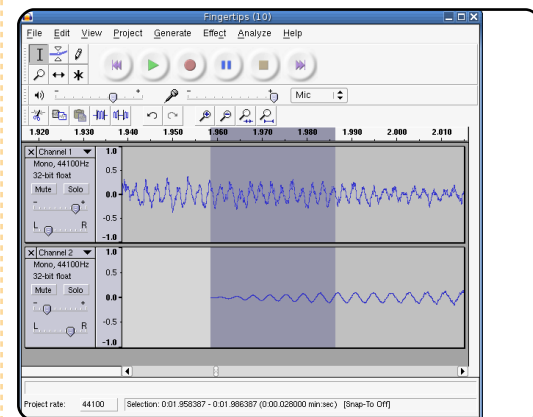 Fingertips (10)
File Edit View Project Generate Effect Analyze Help
- + - + Mic
1.920 1.930 1.940 1.950 1.960 1.970 1.980 1.990 2.000 2.010
X Channel 1 1.0
Mono, 44100Hz
32-bit float 0.5
Mute Solo
- + 0.0
L R -0.5
-1.0
X Channel 2 1.0
Mono, 44100Hz
32-bit float 0.5
Mute Solo
- + 0.0
L R -0.5
-1.0
Project rate: 44100 Selection: 0:01.958387 - 0:01.986387 (0:00.028000 min:sec) [Snap-To Off]